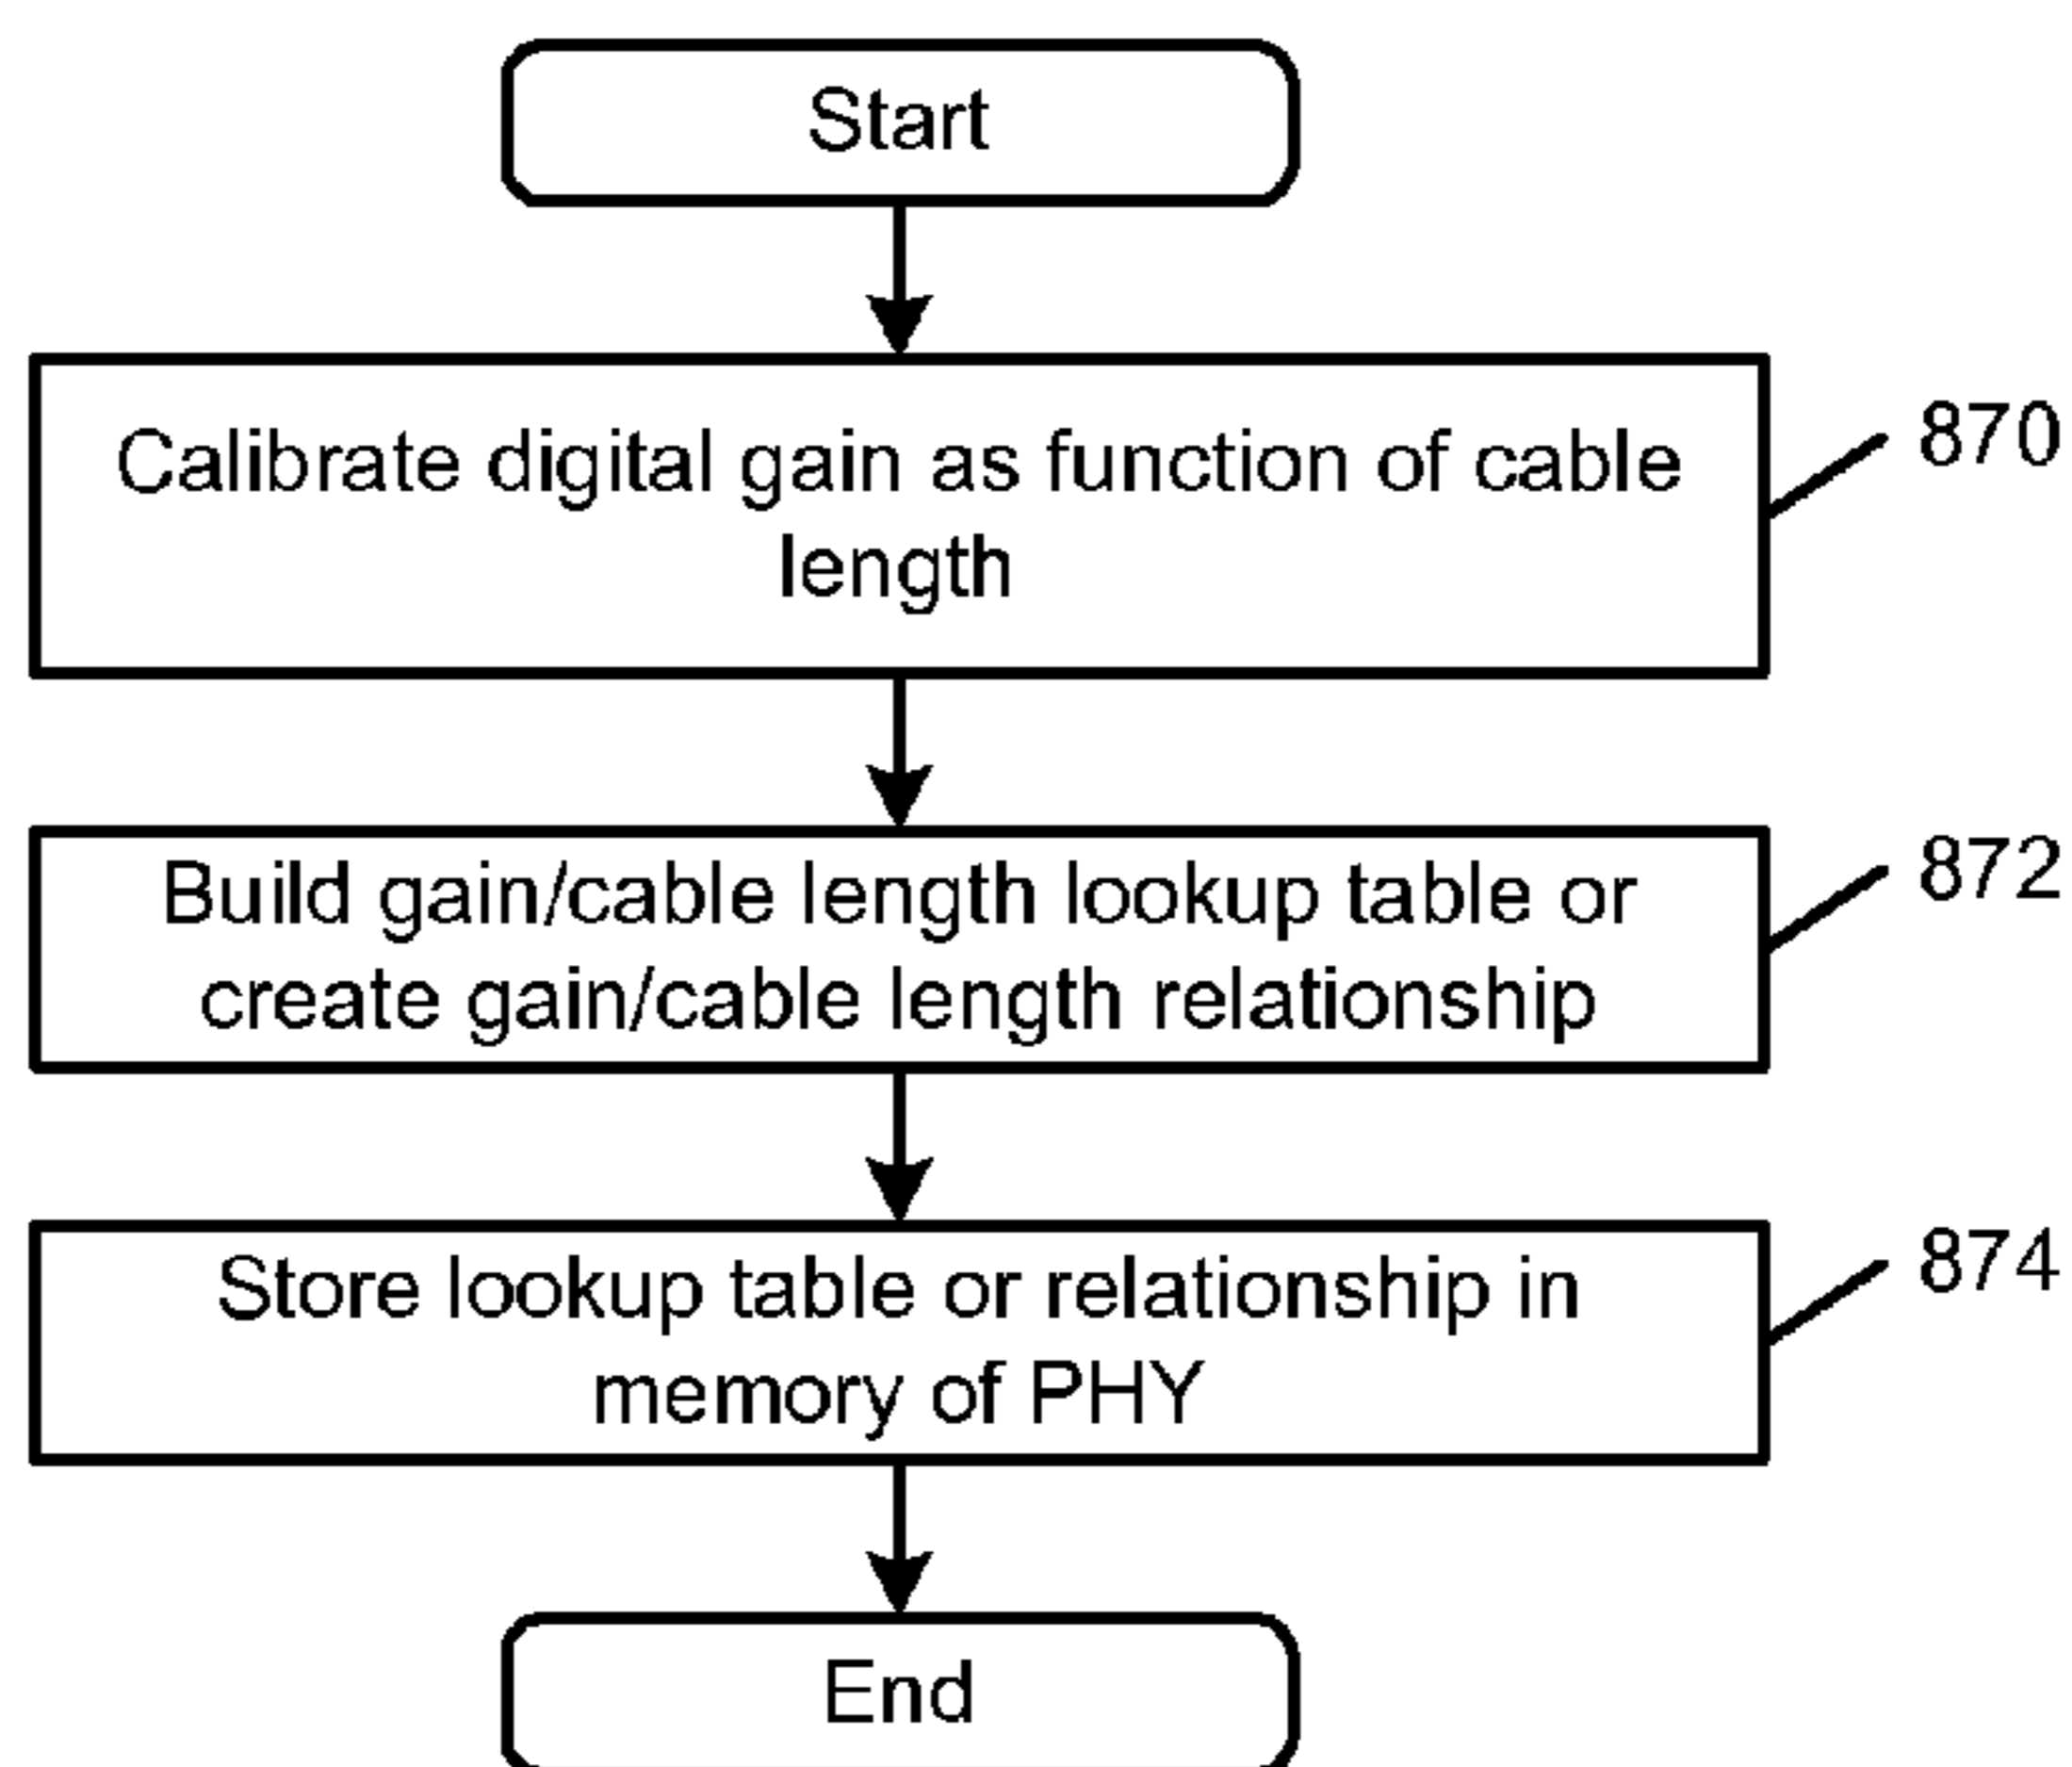 Start
Calibrate digital gain as function of cable
length
870
Build gain/cable length lookup table or
create gain/cable length relationship
872
Store lookup table or relationship in
memory of PHY
874
End